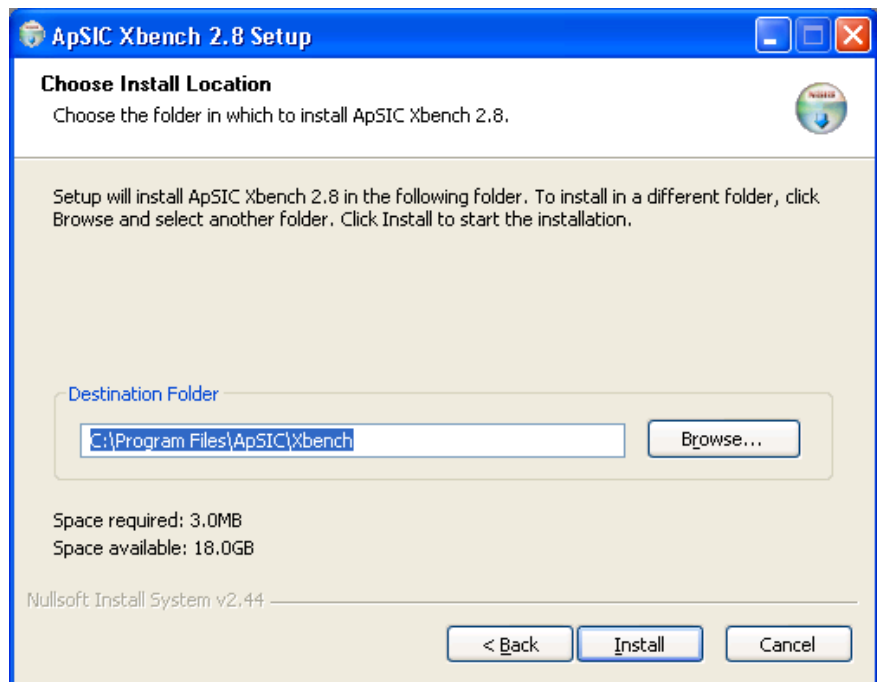 ApSIC Xbench 2.8 Setup
Choose Install Location
Choose the folder in which to install ApSIC Xbench 2.8.
Setup will install ApSIC Xbench 2.8 in the following folder. To install in a different folder, click
Browse and select another folder. Click Install to start the installation.
Destination Folder
C:\Program Files\ApSIC\Xbench
Browse...
Space required: 3.0MB
Space available: 18.0GB
Nullsoft Install System v2.44
< Back
Install
Cancel